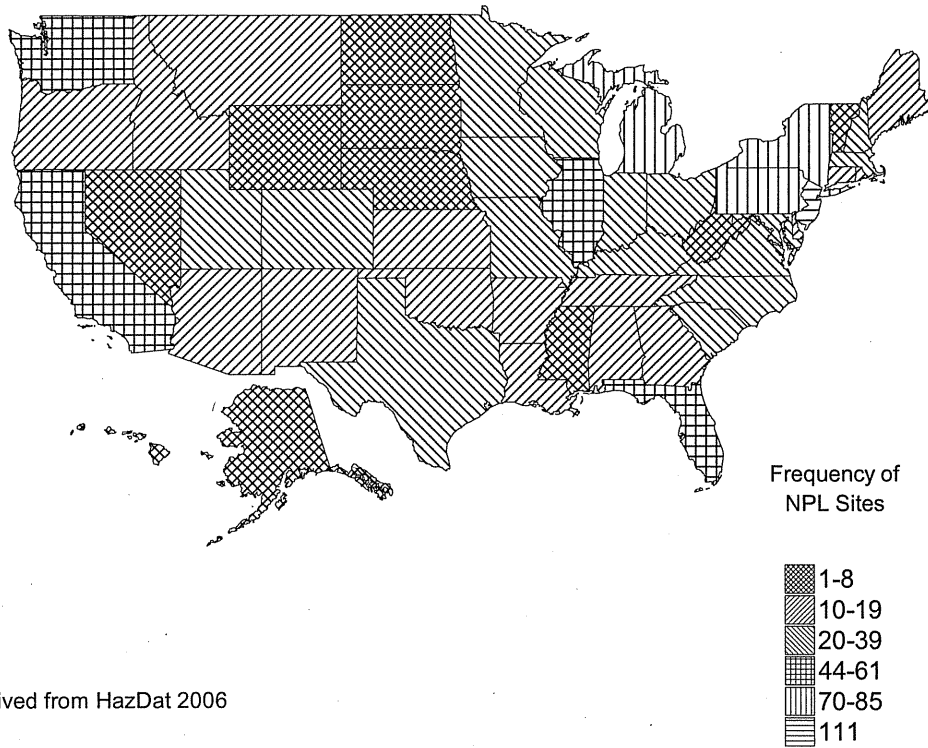 Frequency of
NPL Sites
1-8
10-19
20-39
44-61
70-85
111
ived from HazDat 2006